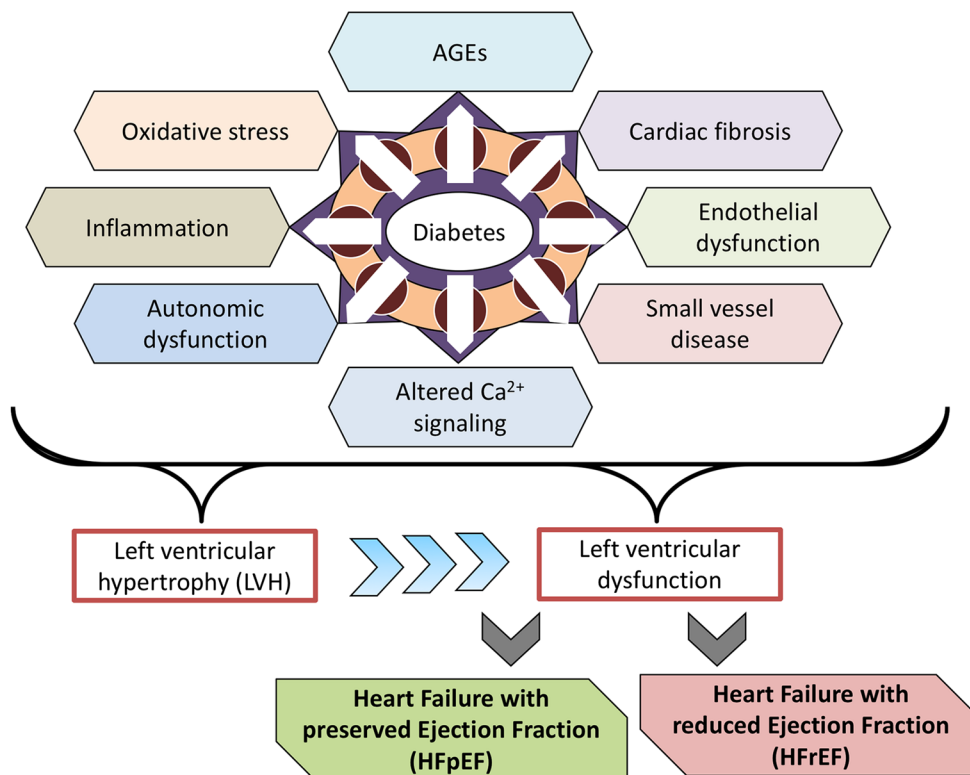 AGEs
Oxidative stress
Cardiac fibrosis
Inflammation
Diabetes
Endothelial
dysfunction
Autonomic
dysfunction
Small vessel
disease
Altered Ca²⁺
signaling
Left ventricular
hypertrophy (LVH)
Left ventricular
dysfunction
Heart Failure with
preserved Ejection Fraction
(HFpEF)
Heart Failure with
reduced Ejection Fraction
(HFrEF)